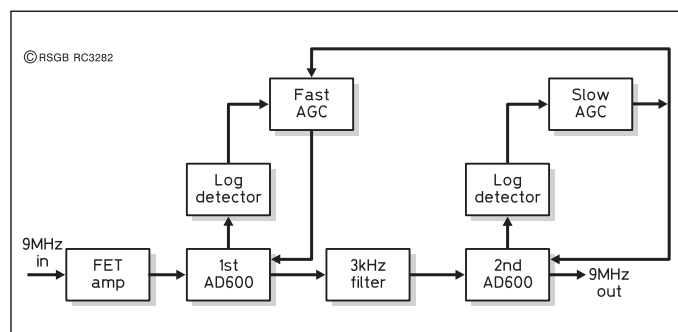 © RSGB RC3282
Fast
AGC
Slow
AGC
Log
detector
Log
detector
9MHz
in
FET
amp
1st
AD600
3kHz
filter
2nd
AD600
9MHz
out